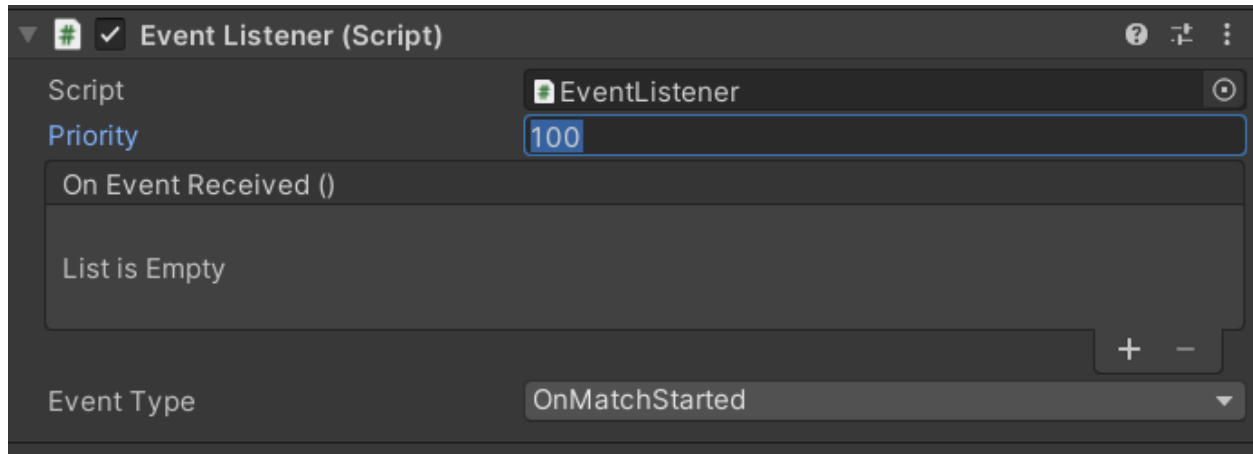 Event Listener (Script)
Script EventListener
Priority 100
On Event Received ()
List is Empty
Event Type OnMatchStarted